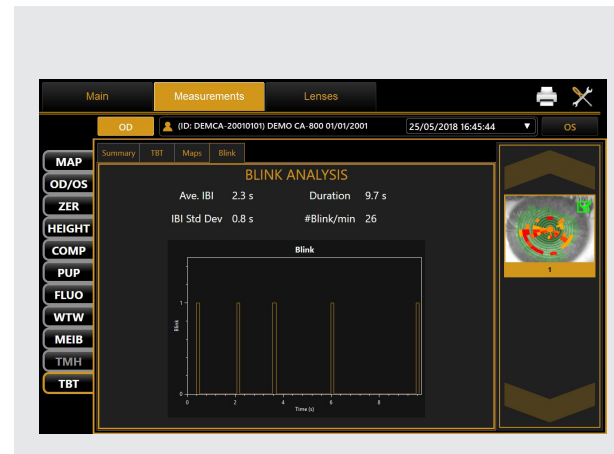 Main Measurements Lenses
OD (ID: DEMCA-20010101) DEMO CA-800 01/01/2001 25/05/2018 16:45:44 OS
Summary TBT Maps Blink
MAP
OD/OS
ZER
HEIGHT
COMP
PUP
FLUO
WTW
MEIB
TMH
TBT
BLINK ANALYSIS
Ave. IBI 2.3 s Duration 9.7 s
IBI Std Dev 0.8 s #Blink/min 26
Blink
Blink
1
0
0 2 4 6 8
Time (s)
1